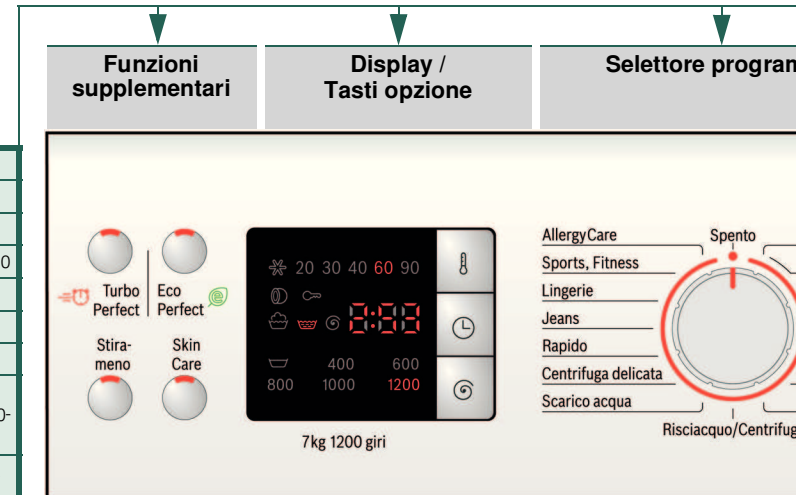 Funzioni
supplementari
Display /
Tasti opzione
Selettore
0
0-
Turbo
Perfect
Eco
Perfect
Stira-
meno
Skin
Care
20 30 40 60 90
2:23
400 600
800 1000 1200
7kg 1200 giri
AllergyCare
Sports, Fitness
Lingerie
Jeans
Rapido
Centrifuga delicata
Scarico acqua
Spento
Risciacquo/Centrifug